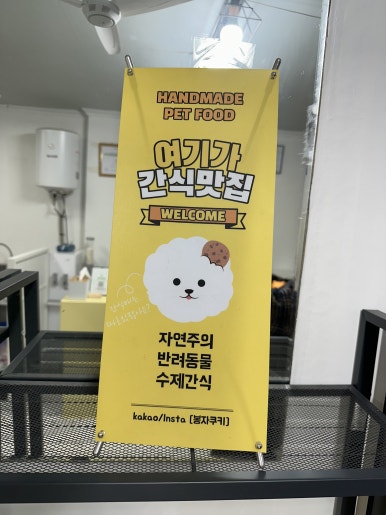 HANDMADE
PET FOOD
여기가
간식맛집
WELCOME
자연주의
반려동물
수제간식
kakao/Insta [봉자쿠키]